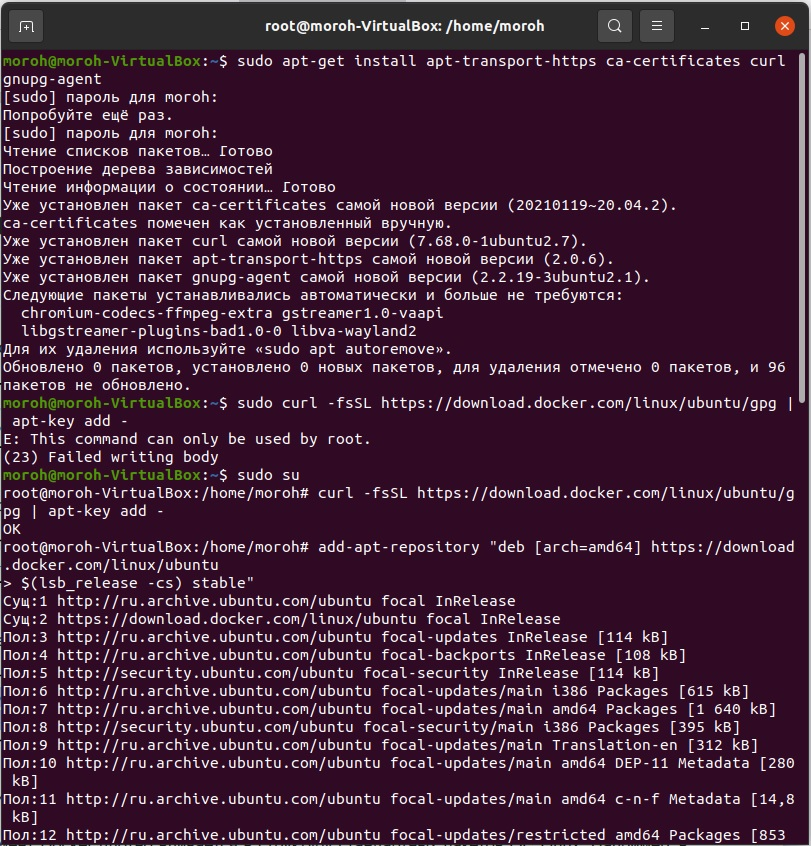 root@moroh-VirtualBox: /home/moroh
moroh@moroh-VirtualBox:~$ sudo apt-get install apt-transport-https ca-certificates curl
gnupg-agent
[sudo] пароль для moroh:
Попробуйте ещё раз.
[sudo] пароль для moroh:
Чтение списков пакетов… Готово
Построение дерева зависимостей
Чтение информации о состоянии… Готово
Уже установлен пакет ca-certificates самой новой версии (20210119~20.04.2).
ca-certificates помечен как установленный вручную.
Уже установлен пакет curl самой новой версии (7.68.0-1ubuntu2.7).
Уже установлен пакет apt-transport-https самой новой версии (2.0.6).
Уже установлен пакет gnupg-agent самой новой версии (2.2.19-3ubuntu2.1).
Следующие пакеты устанавливались автоматически и больше не требуются:
chromium-codecs-ffmpeg-extra gstreamer1.0-vaapi
libgstreamer-plugins-bad1.0-0 libva-wayland2
Для их удаления используйте «sudo apt autoremove».
Обновлено 0 пакетов, установлено 0 новых пакетов, для удаления отмечено 0 пакетов, и 96
пакетов не обновлено.
moroh@moroh-VirtualBox:~$ sudo curl -fsSL https://download.docker.com/linux/ubuntu/gpg |
apt-key add -
E: This command can only be used by root.
(23) Failed writing body
moroh@moroh-VirtualBox:~$ sudo su
root@moroh-VirtualBox:/home/moroh# curl -fsSL https://download.docker.com/linux/ubuntu/g
pg | apt-key add -
OK
root@moroh-VirtualBox:/home/moroh# add-apt-repository "deb [arch=amd64] https://download
.docker.com/linux/ubuntu
> $(lsb_release -cs) stable"
Сущ:1 http://ru.archive.ubuntu.com/ubuntu focal InRelease
Сущ:2 https://download.docker.com/linux/ubuntu focal InRelease
Пол:3 http://ru.archive.ubuntu.com/ubuntu focal-updates InRelease [114 kB]
Пол:4 http://ru.archive.ubuntu.com/ubuntu focal-backports InRelease [108 kB]
Пол:5 http://security.ubuntu.com/ubuntu focal-security InRelease [114 kB]
Пол:6 http://ru.archive.ubuntu.com/ubuntu focal-updates/main i386 Packages [615 kB]
Пол:7 http://ru.archive.ubuntu.com/ubuntu focal-updates/main amd64 Packages [1 640 kB]
Пол:8 http://security.ubuntu.com/ubuntu focal-security/main i386 Packages [395 kB]
Пол:9 http://ru.archive.ubuntu.com/ubuntu focal-updates/main Translation-en [312 kB]
Пол:10 http://ru.archive.ubuntu.com/ubuntu focal-updates/main amd64 DEP-11 Metadata [280
kB]
Пол:11 http://ru.archive.ubuntu.com/ubuntu focal-updates/main amd64 c-n-f Metadata [14,8
kB]
Пол:12 http://ru.archive.ubuntu.com/ubuntu focal-updates/restricted amd64 Packages [853